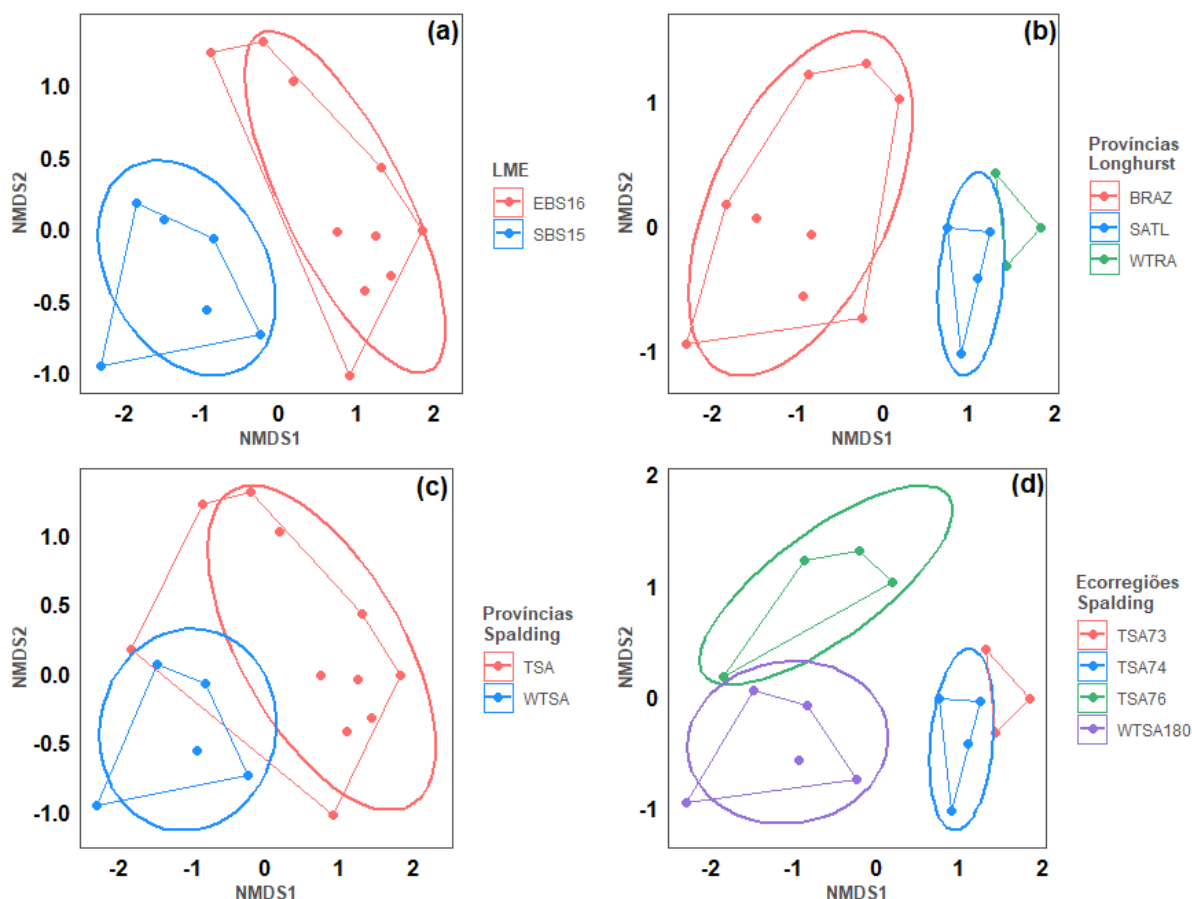 (a)
1.0
0.5
0.0
-0.5
-1.0
NMDS2
-2 -1 0 1 2
NMDS1
LME
EBS16
SBS15
(b)
1
0
-1
NMDS2
-2 -1 0 1 2
NMDS1
Províncias
Longhurst
BRAZ
SATL
WTRA
(c)
1.0
0.5
0.0
-0.5
-1.0
NMDS2
-2 -1 0 1 2
NMDS1
Províncias
Spalding
TSA
WTSA
(d)
2
1
0
-1
NMDS2
-2 -1 0 1 2
NMDS1
Ecorregiões
Spalding
TSA73
TSA74
TSA76
WTSA180